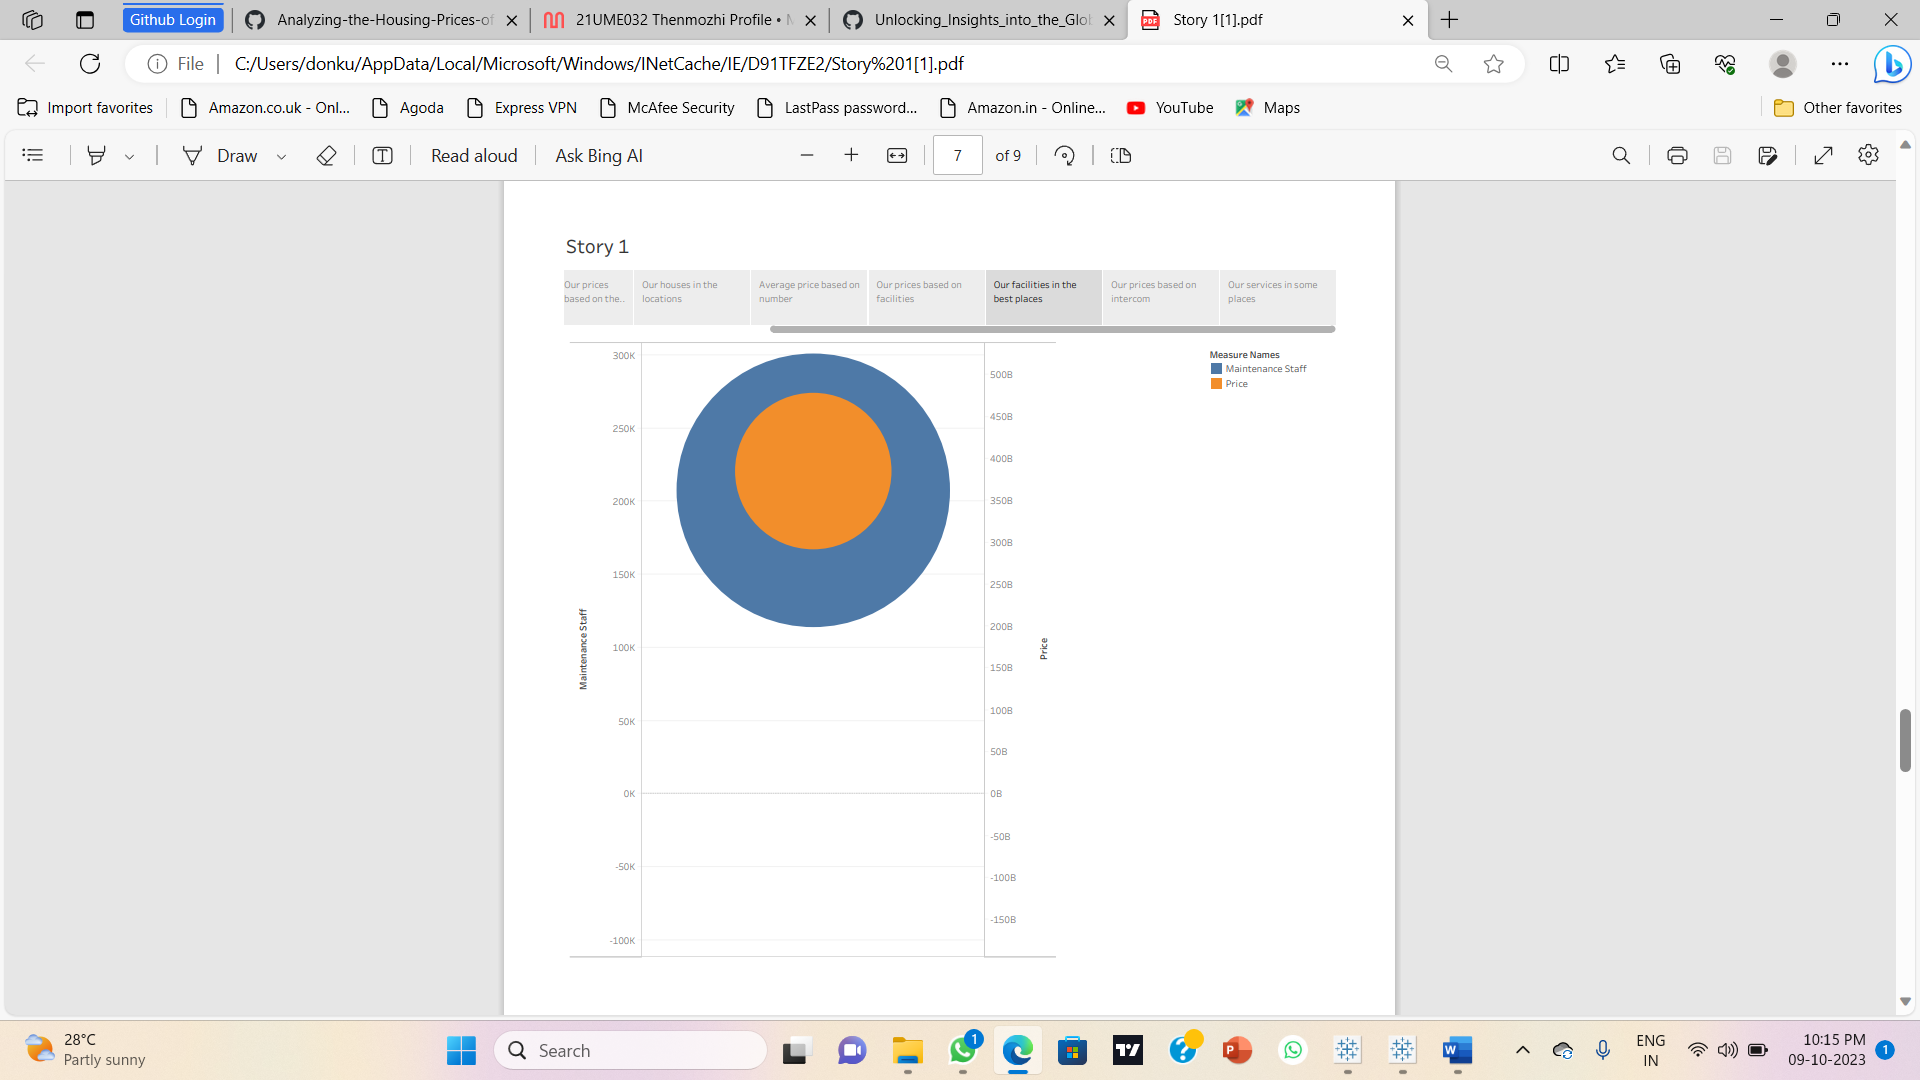 Github Login
Analyzing-the-Housing-Prices-of
21UME032 Thenmozhi Profile •
Unlocking_Insights_into_the_Glo
Story 1[1].pdf
File
C:/Users/donku/AppData/Local/Microsoft/Windows/INetCache/IE/D91TFZE2/Story%201[1].pdf
Import favorites
Amazon.co.uk - Onl...
Agoda
Express VPN
McAfee Security
LastPass password...
Amazon.in - Online...
YouTube
Maps
Other favorites
Draw
Read aloud
Ask Bing AI
7
of 9
Story 1
Our prices
based on the..
Our houses in the
locations
Average price based on
number
Our prices based on
facilities
Our facilities in the
best places
Our prices based on
intercom
Our services in some
places
300K
250K
200K
150K
100K
50K
0K
-50K
-100K
Maintenance Staff
500B
450B
400B
350B
300B
250B
200B
150B
100B
50B
0B
-50B
-100B
-150B
Price
Measure Names
Maintenance Staff
Price
28°C
Partly sunny
Search
1
ENG
IN
10:15 PM
09-10-2023
1